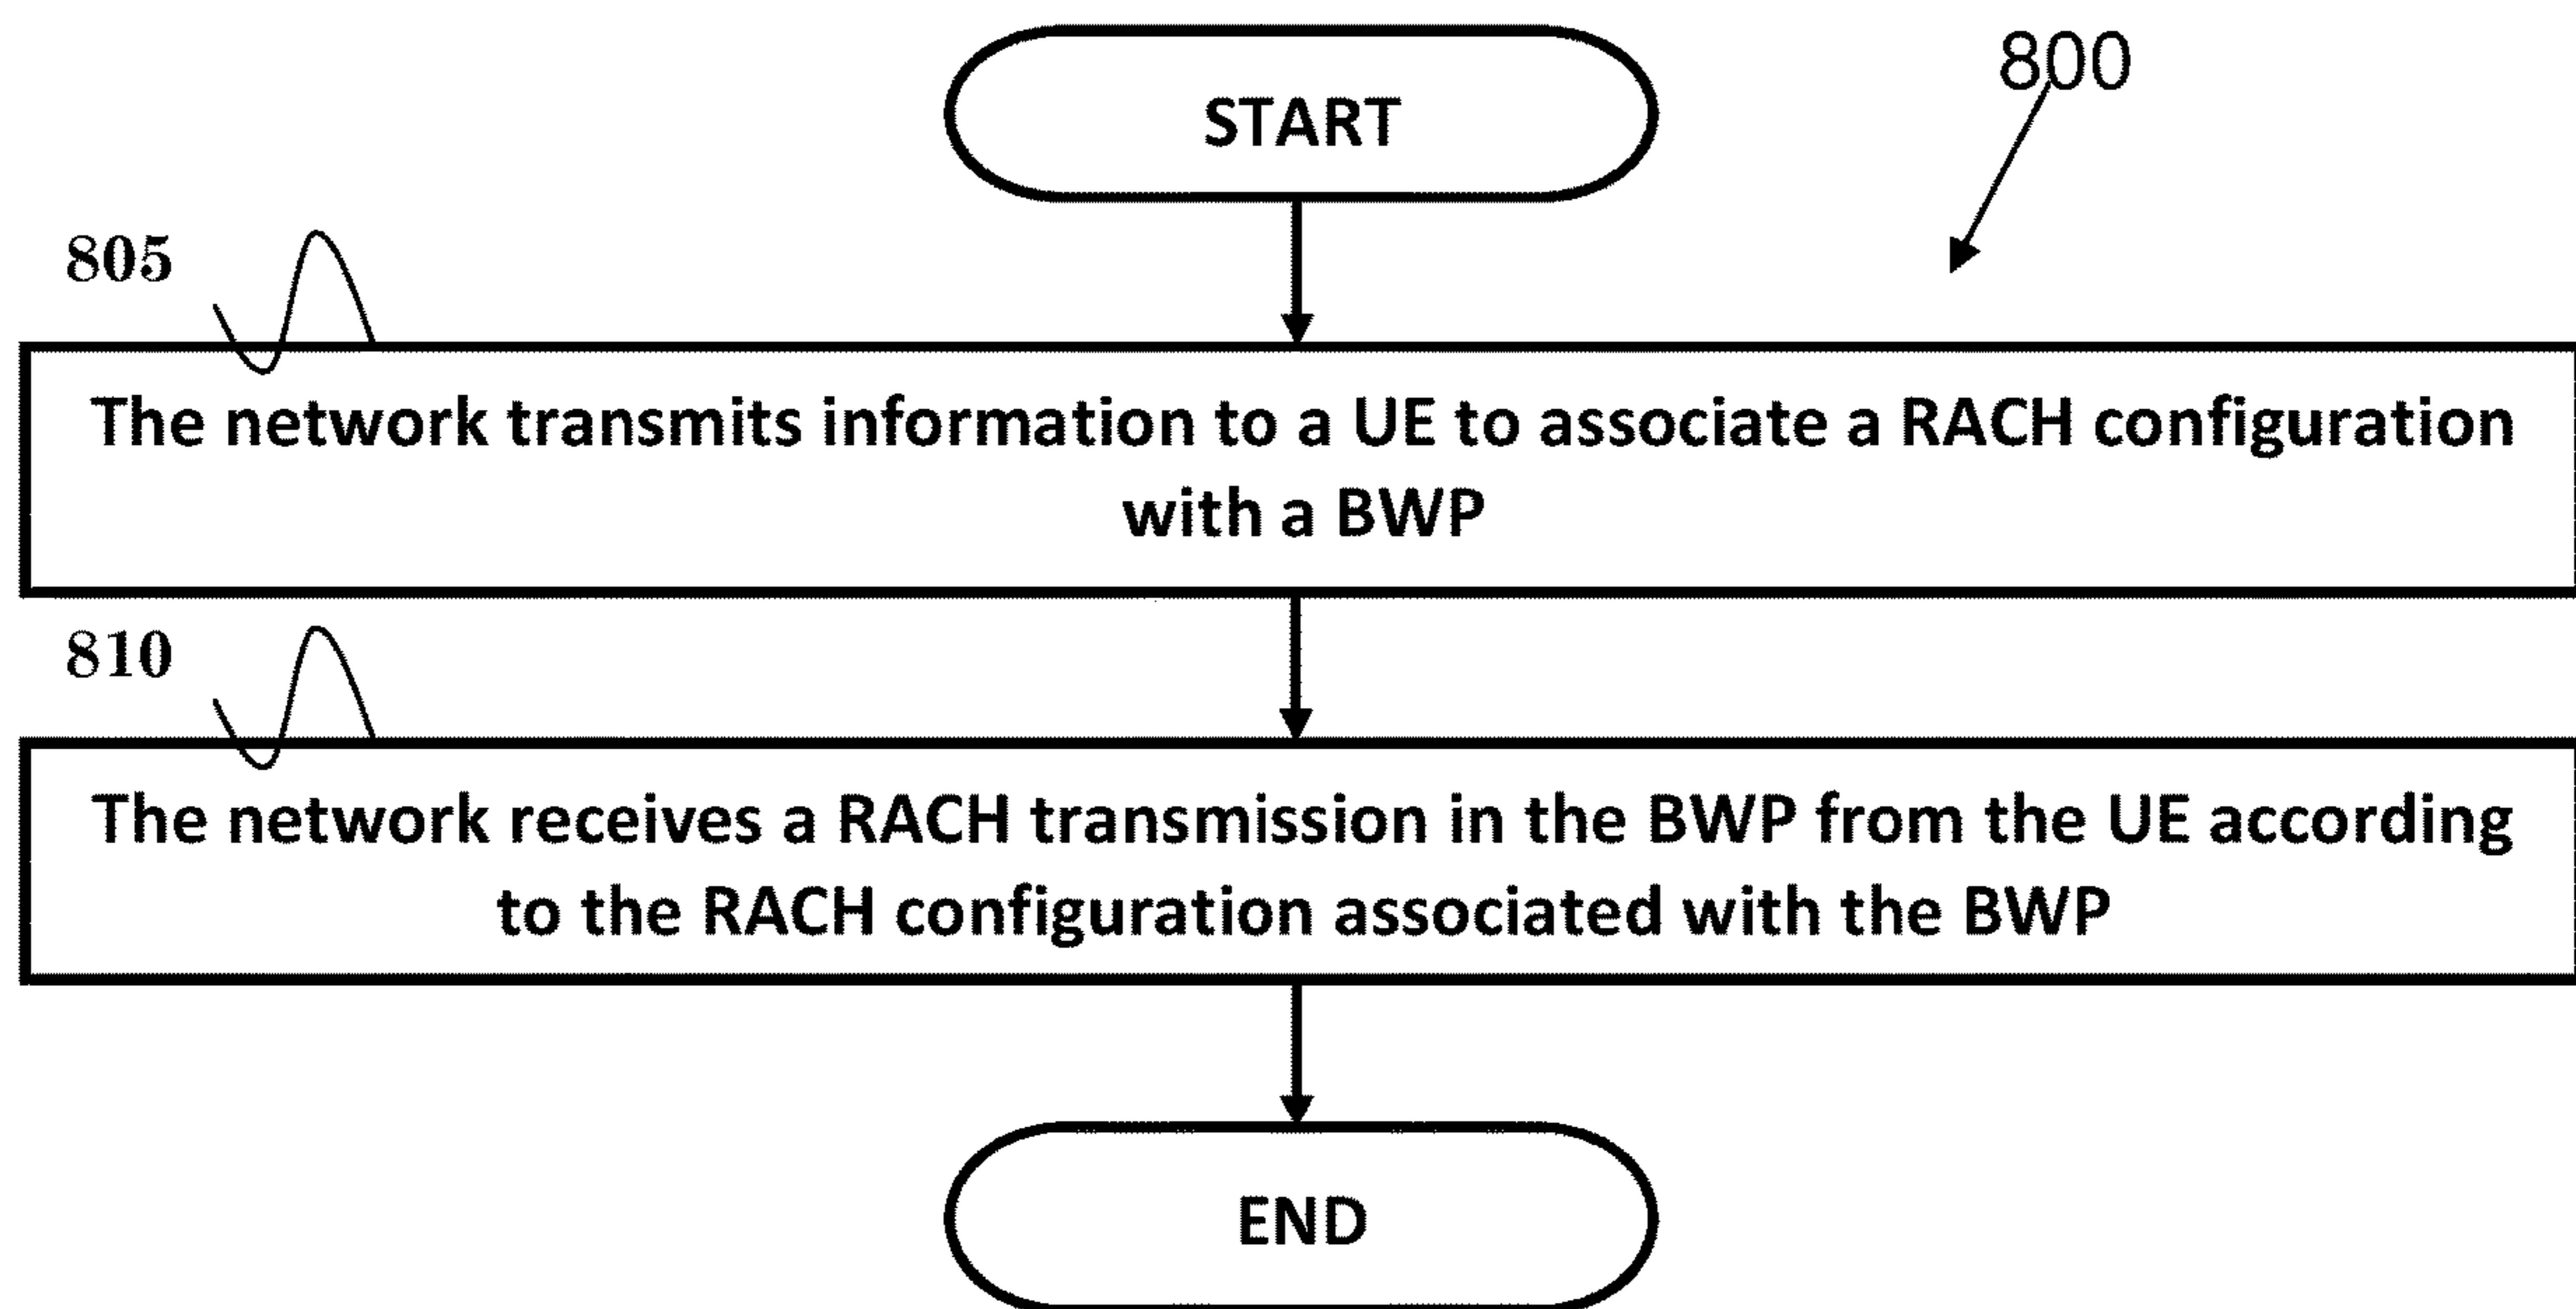 START
800
805
The network transmits information to a UE to associate a RACH configuration
with a BWP
810
The network receives a RACH transmission in the BWP from the UE according
to the RACH configuration associated with the BWP
END